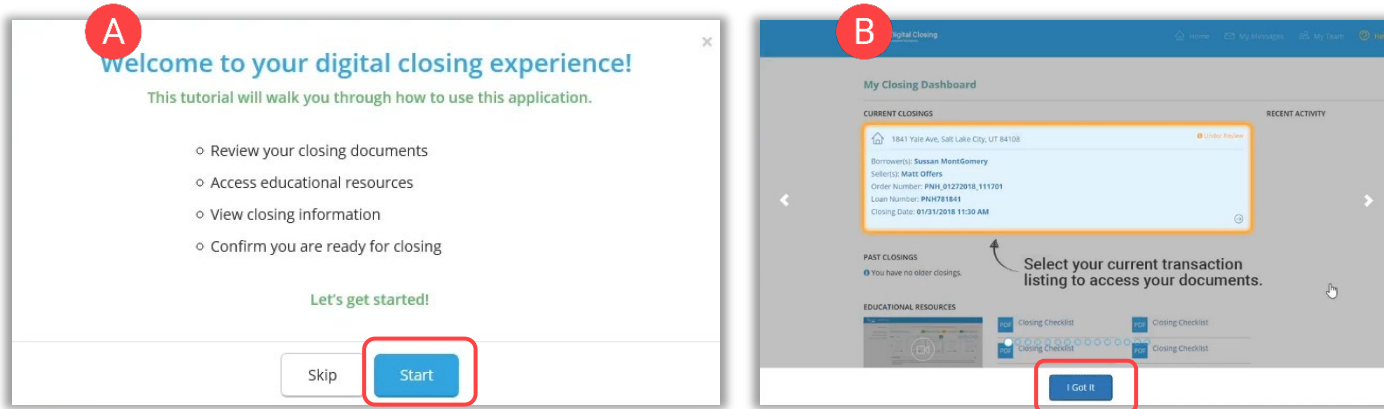 A
Welcome to your digital closing experience!
This tutorial will walk you through how to use this application.
Review your closing documents
Access educational resources
View closing information
Confirm you are ready for closing
Let's get started!
Skip
Start
B
Digital Closing
Home
My Messages
My Team
My Closing Dashboard
CURRENT CLOSINGS
RECENT ACTIVITY
1841 Yale Ave, Salt Lake City, UT 84108
Under Review
Borrower(s): Sussan MontGomery
Seller(s): Matt Offers
Order Number: PNH_01272018_111701
Loan Number: PNH781841
Closing Date: 01/31/2018 11:30 AM
PAST CLOSINGS
You have no older closings.
Select your current transaction
listing to access your documents.
EDUCATIONAL RESOURCES
PDF Closing Checklist
PDF Closing Checklist
PDF Closing Checklist
PDF Closing Checklist
I Got It